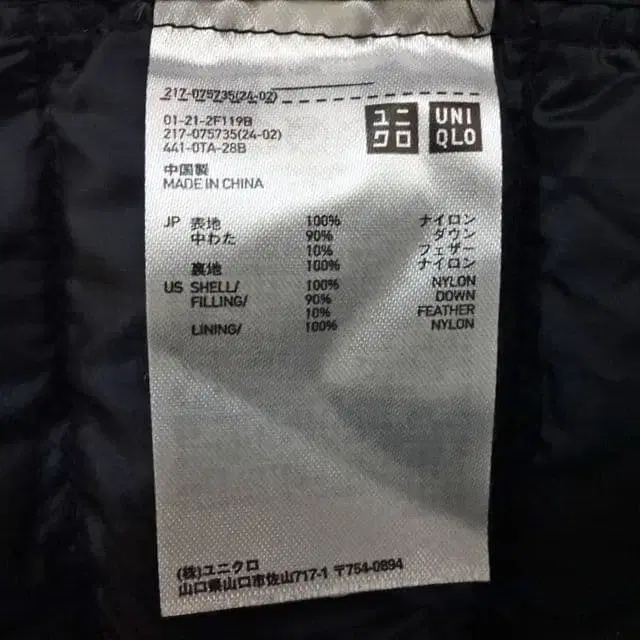 217-075735(24-02)
ユニクロ
UNIQLO
01-21-2F119B
217-075735(24-02)
441-0TA-28B
中国製
MADE IN CHINA
JP 表地 100% ナイロン
中わた 90% ダウン
10% フェザー
裏地 100% ナイロン
US SHELL/ 100% NYLON
FILLING/ 90% DOWN
10% FEATHER
LINING/ 100% NYLON
(株)ユニクロ
山口県山口市佐山717-1 〒754-0894